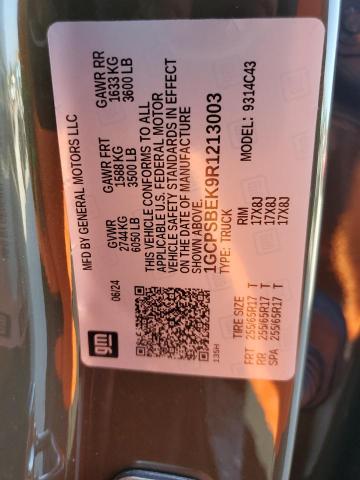 MFD BY GENERAL MOTORS LLC
06/24
GVWR
2744 KG
6050 LB
GAWR FRT
1588 KG
3500 LB
GAWR RR
1633 KG
3600 LB
THIS VEHICLE CONFORMS TO ALL
APPLICABLE U.S. FEDERAL MOTOR
VEHICLE SAFETY STANDARDS IN EFFECT
ON THE DATE OF MANUFACTURE
SHOWN ABOVE.
1GCPSBEK9R1213003
TYPE: TRUCK
MODEL: 9314C43
gm
135H
TIRE SIZE RIM
FRT 255/65R17 T 17X8J
RR 255/65R17 T 17X8J
SPA 255/65R17 T 17X8J